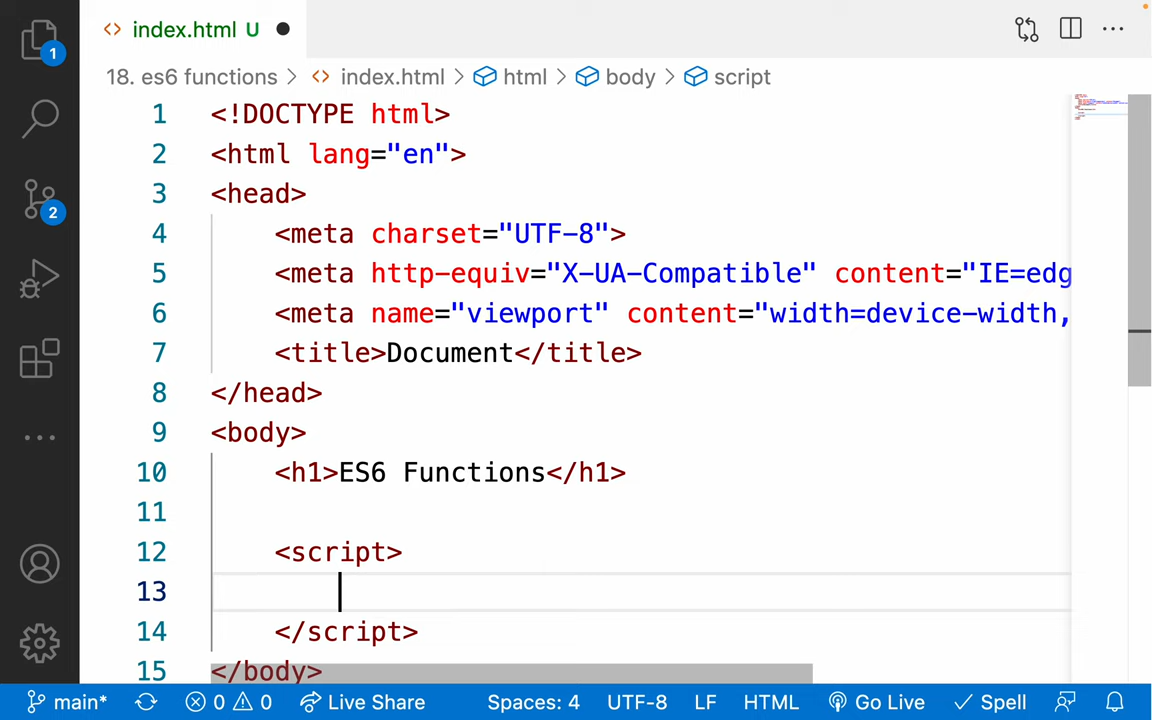 index.html U
18. es6 functions > index.html > html > body > script
1 <!DOCTYPE html>
2 <html lang="en">
3 <head>
4 <meta charset="UTF-8">
5 <meta http-equiv="X-UA-Compatible" content="IE=edg
6 <meta name="viewport" content="width=device-width,
7 <title>Document</title>
8 </head>
9 <body>
10 <h1>ES6 Functions</h1>
11
12 <script>
13
14 </script>
15 </body>
1
2
main* 0 0 Live Share Spaces: 4 UTF-8 LF HTML Go Live Spell